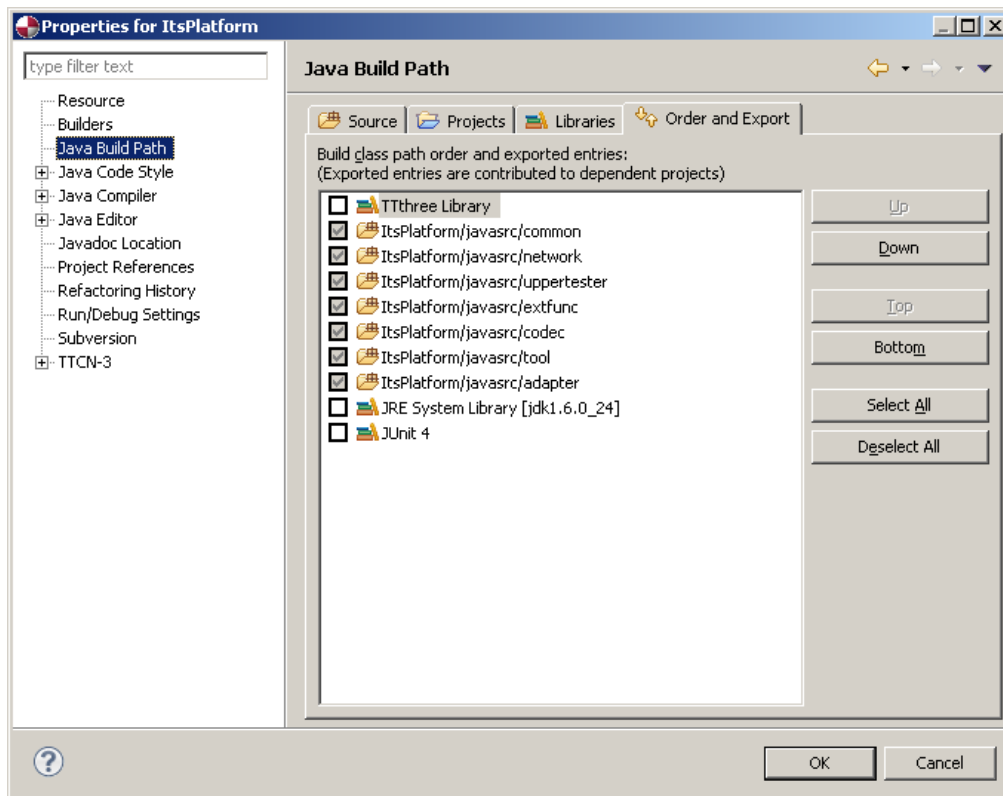 Properties for ItsPlatform
type filter text
Resource
Builders
Java Build Path
Java Code Style
Java Compiler
Java Editor
Javadoc Location
Project References
Refactoring History
Run/Debug Settings
Subversion
TTCN-3
Java Build Path
Source Projects Libraries Order and Export
Build class path order and exported entries:
(Exported entries are contributed to dependent projects)
TTthree Library
ItsPlatform/javasrc/common
ItsPlatform/javasrc/network
ItsPlatform/javasrc/uppertester
ItsPlatform/javasrc/extfunc
ItsPlatform/javasrc/codec
ItsPlatform/javasrc/tool
ItsPlatform/javasrc/adapter
JRE System Library [jdk1.6.0_24]
JUnit 4
Up
Down
Top
Bottom
Select All
Deselect All
?
OK Cancel